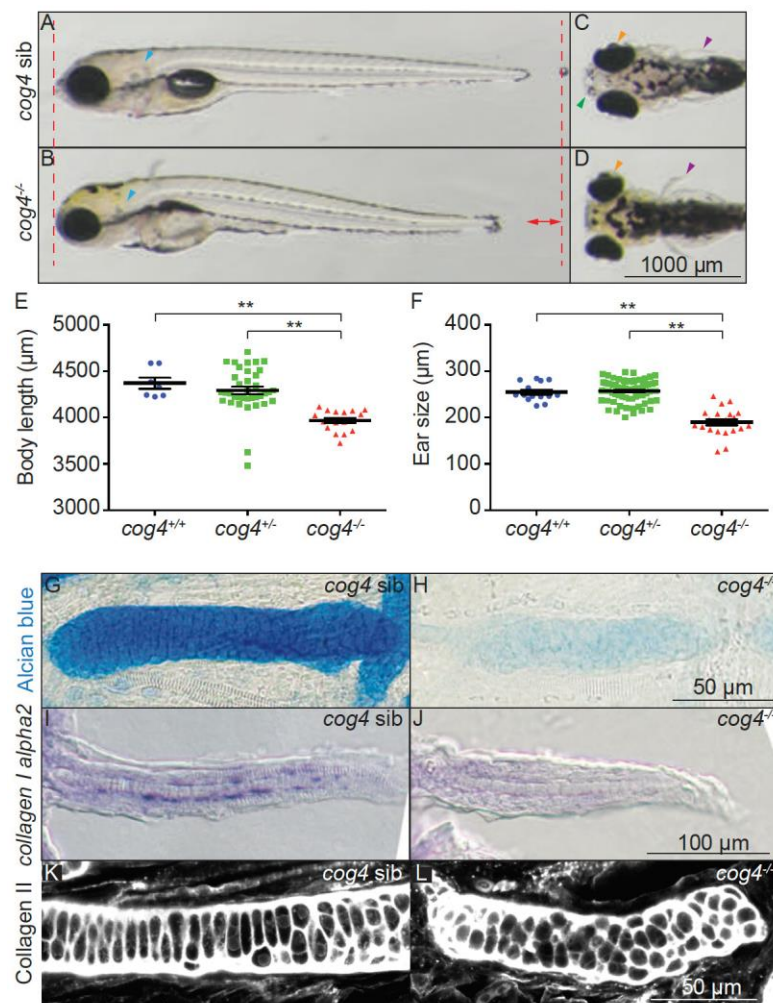 A
C
cog4 sib
B
D
cog4-/-
1000 µm
E
**
**
Body length (µm)
5000
4500
4000
3500
3000
cog4+/+
cog4+/-
cog4-/-
F
**
**
Ear size (µm)
400
300
200
100
0
cog4+/+
cog4+/-
cog4-/-
Alcian blue
G
cog4 sib
H
cog4-/-
50 µm
collagen I alpha2
I
cog4 sib
J
cog4-/-
100 µm
Collagen II
K
cog4 sib
L
cog4-/-
50 µm